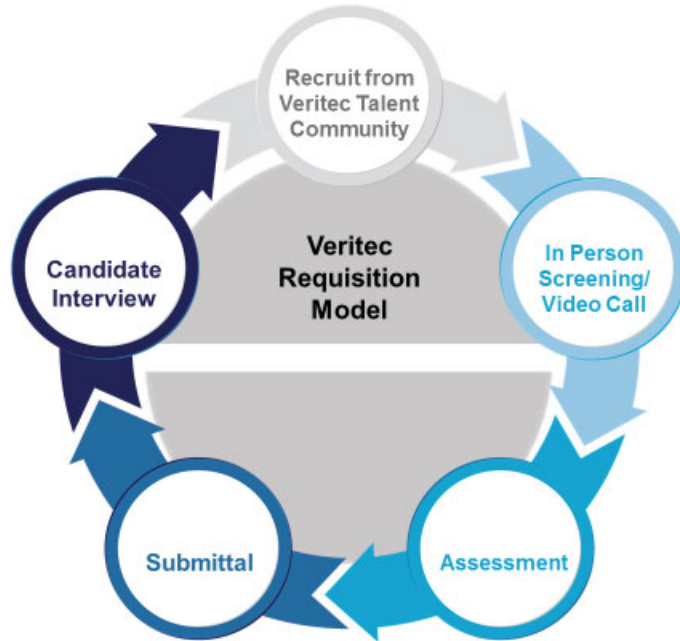 Recruit from
Veritec Talent
Community
In Person
Screening/
Video Call
Assessment
Submittal
Candidate
Interview
Veritec
Requisition
Model